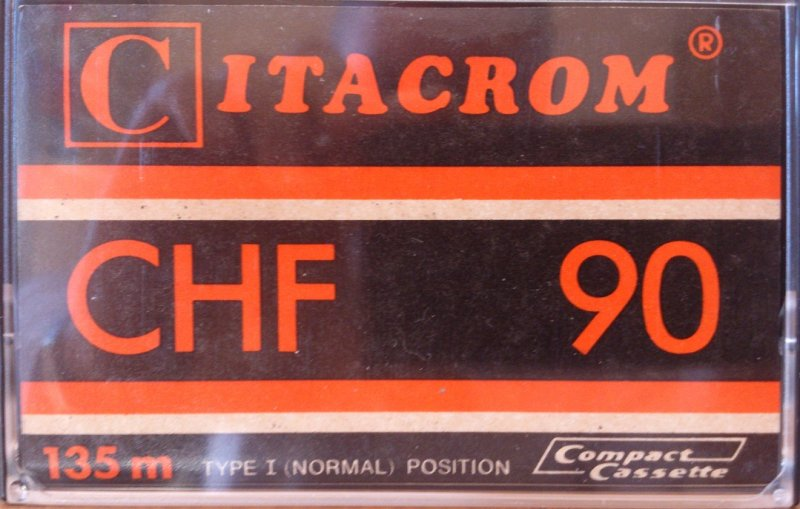 CITACROM ®
CHF 90
135 m TYPE I (NORMAL) POSITION
Compact
Cassette